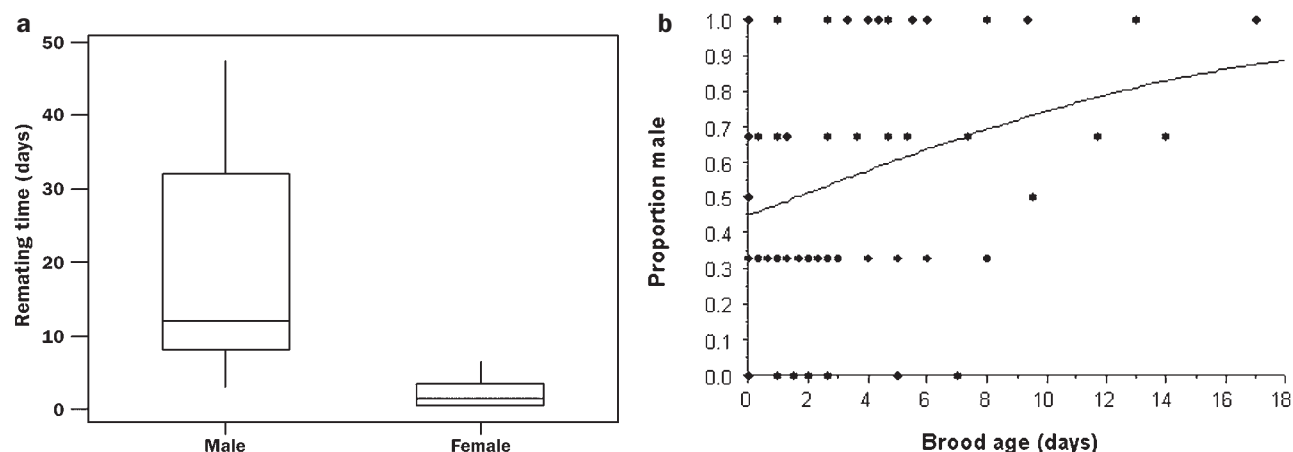 a
Remating time (days)
50
40
30
20
10
0
Male Female
b
Proportion male
1.0
0.9
0.8
0.7
0.6
0.5
0.4
0.3
0.2
0.1
0.0
0 2 4 6 8 10 12 14 16 18
Brood age (days)